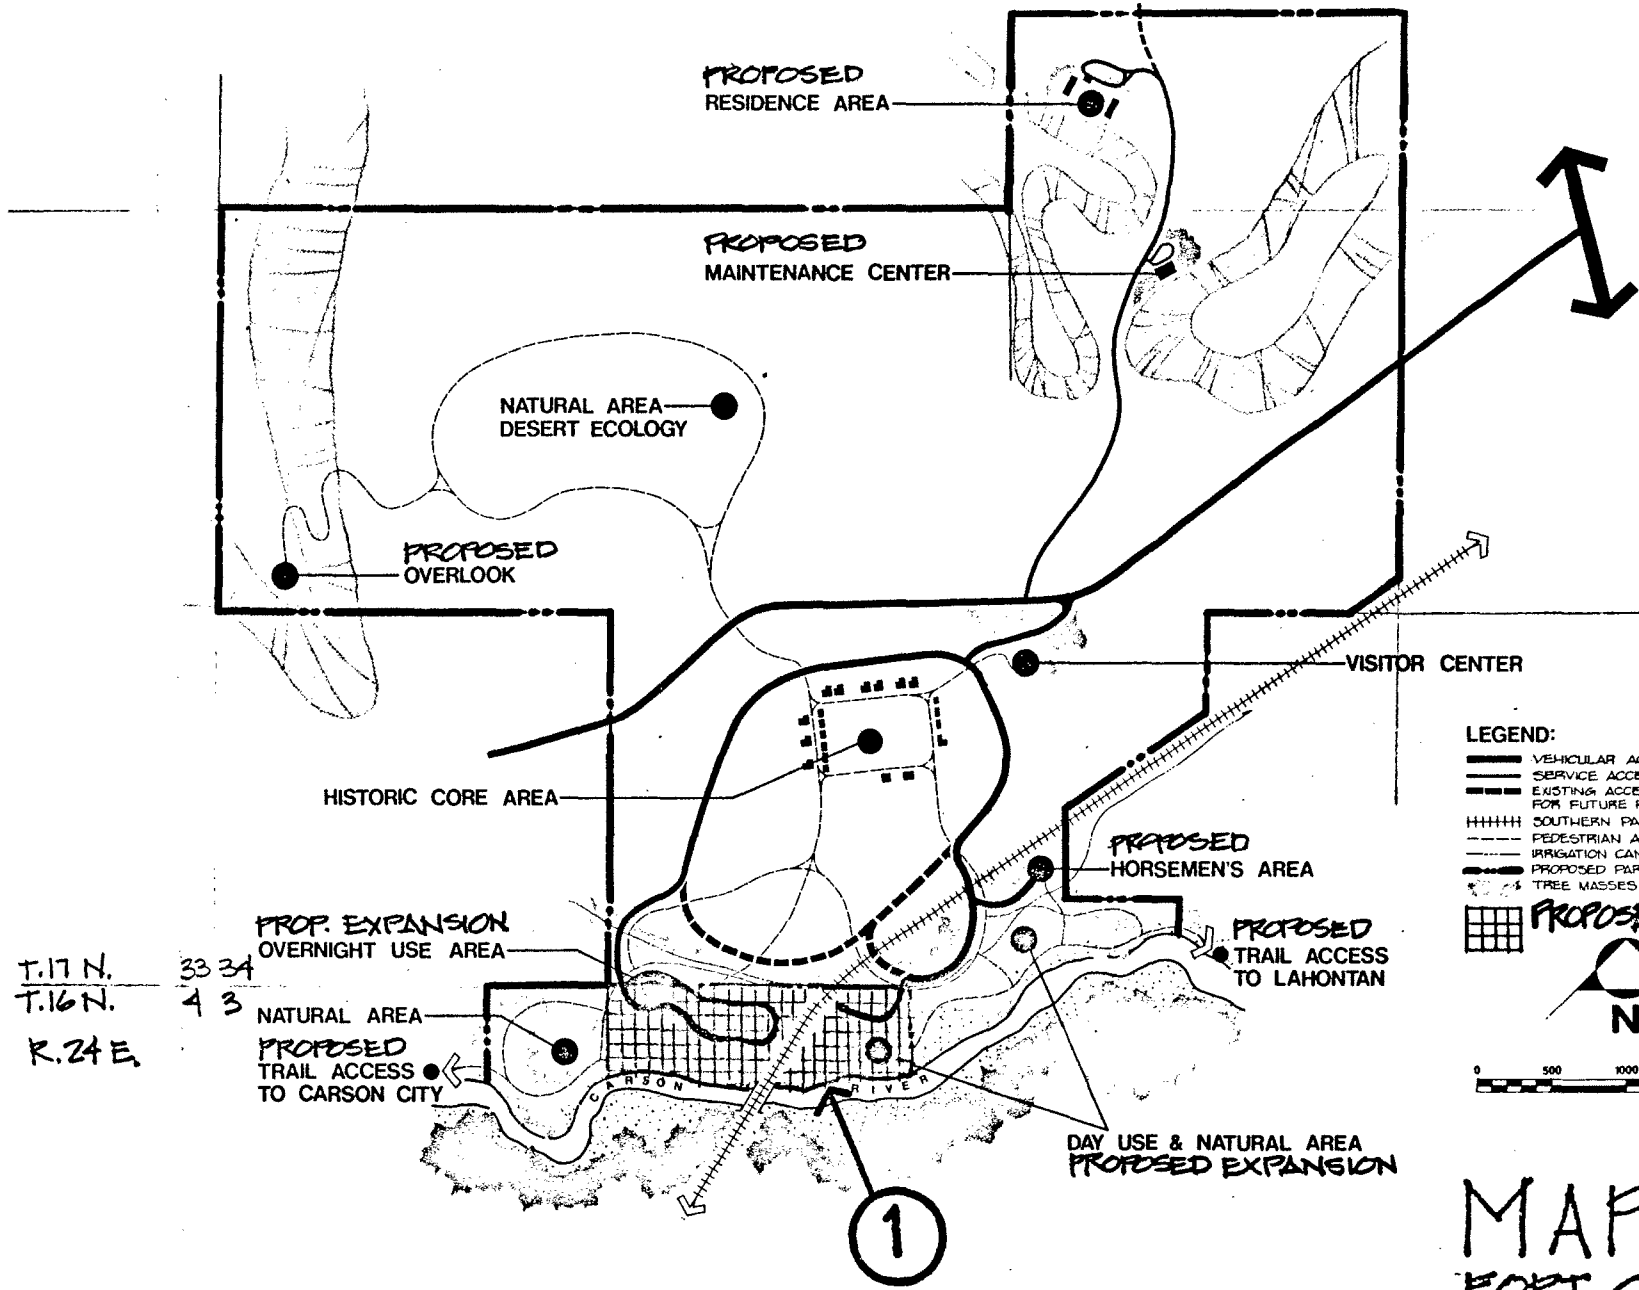 PROPOSED
RESIDENCE AREA
PROPOSED
MAINTENANCE CENTER
NATURAL AREA
DESERT ECOLOGY
PROPOSED
OVERLOOK
VISITOR CENTER
HISTORIC CORE AREA
LEGEND:
VEHICULAR
SERVICE
EXISTING
FOR FUTURE
SOUTHERN
PEDESTRIAN
IRRIGATION
PROPOSED
TREE MASSES
PROPOSED
PROPOSED
HORSEMEN'S AREA
PROP. EXPANSION
OVERNIGHT USE AREA
PROPOSED
TRAIL ACCESS
TO LAHONTAN
T.17 N. 33 34
T.16 N. 4 3
R.24 E.
NATURAL AREA
PROPOSED
TRAIL ACCESS
TO CARSON CITY
CARSON RIVER
N
0 500 1000
DAY USE & NATURAL AREA
PROPOSED EXPANSION
1
MAP
FORT